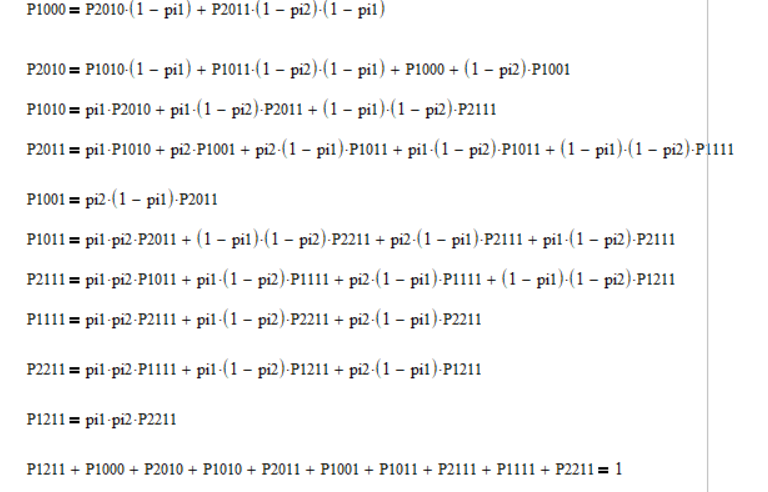 P1000 = P2010·(1 − pi1) + P2011·(1 − pi2)·(1 − pi1)
P2010 = P1010·(1 − pi1) + P1011·(1 − pi2)·(1 − pi1) + P1000 + (1 − pi2)·P1001
P1010 = pi1·P2010 + pi1·(1 − pi2)·P2011 + (1 − pi1)·(1 − pi2)·P2111
P2011 = pi1·P1010 + pi2·P1001 + pi2·(1 − pi1)·P1011 + pi1·(1 − pi2)·P1011 + (1 − pi1)·(1 − pi2)·P1111
P1001 = pi2·(1 − pi1)·P2011
P1011 = pi1·pi2·P2011 + (1 − pi1)·(1 − pi2)·P2211 + pi2·(1 − pi1)·P2111 + pi1·(1 − pi2)·P2111
P2111 = pi1·pi2·P1011 + pi1·(1 − pi2)·P1111 + pi2·(1 − pi1)·P1111 + (1 − pi1)·(1 − pi2)·P1211
P1111 = pi1·pi2·P2111 + pi1·(1 − pi2)·P2211 + pi2·(1 − pi1)·P2211
P2211 = pi1·pi2·P1111 + pi1·(1 − pi2)·P1211 + pi2·(1 − pi1)·P1211
P1211 = pi1·pi2·P2211
P1211 + P1000 + P2010 + P1010 + P2011 + P1001 + P1011 + P2111 + P1111 + P2211 = 1